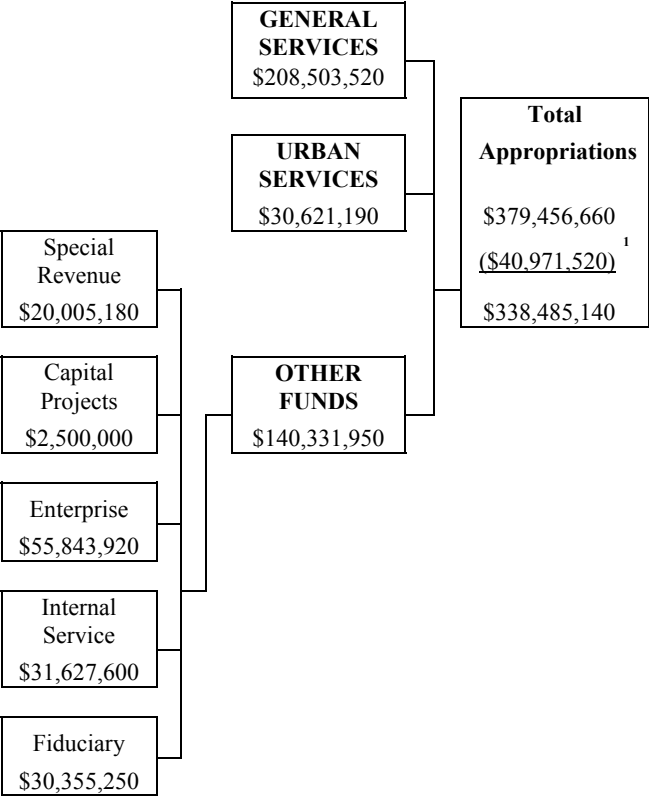 GENERAL
SERVICES
$208,503,520
URBAN
SERVICES
$30,621,190
Total
Appropriations
$379,456,660
($40,971,520) 1
$338,485,140
Special
Revenue
$20,005,180
Capital
Projects
$2,500,000
OTHER
FUNDS
$140,331,950
Enterprise
$55,843,920
Internal
Service
$31,627,600
Fiduciary
$30,355,250